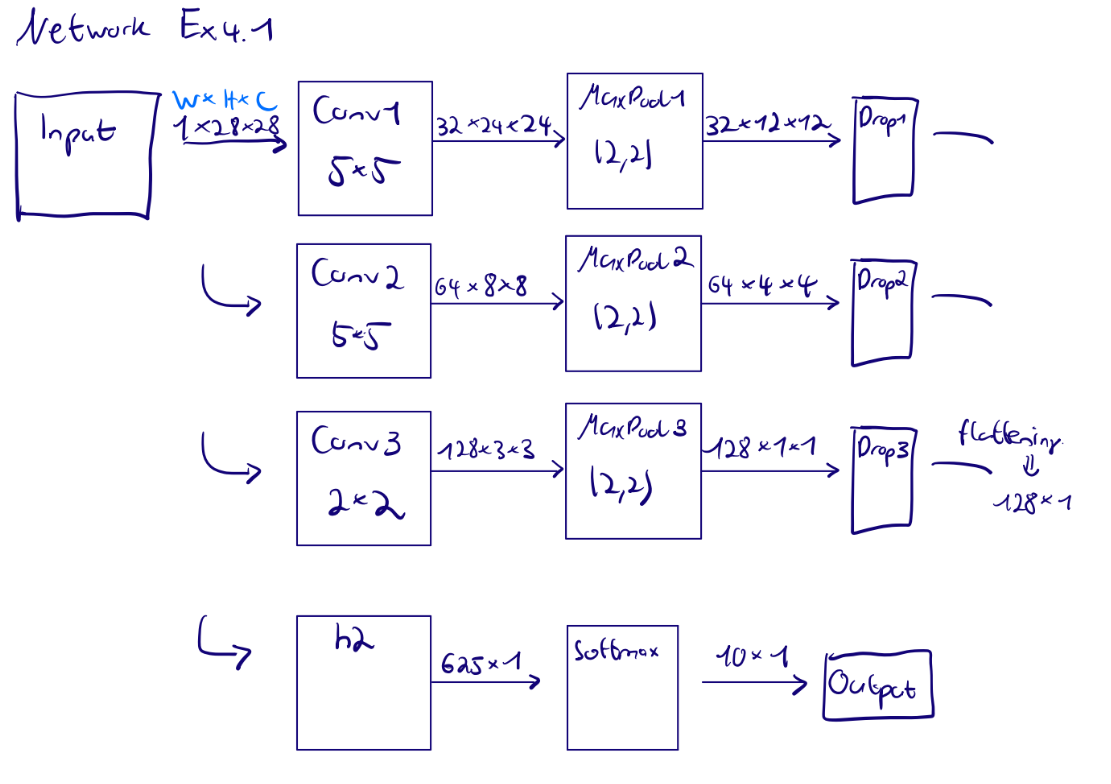 Network Ex4.1
Input
W×H×C
1×28×28
Conv1
5×5
32×24×24
MaxPool1
(2,2)
32×12×12
Drop1
Conv2
5×5
64×8×8
MaxPool2
(2,2)
64×4×4
Drop2
Conv3
2×2
128×3×3
MaxPool3
(2,2)
128×1×1
Drop3
flattening
⇓
128×1
h2
625×1
Softmax
10×1
Output